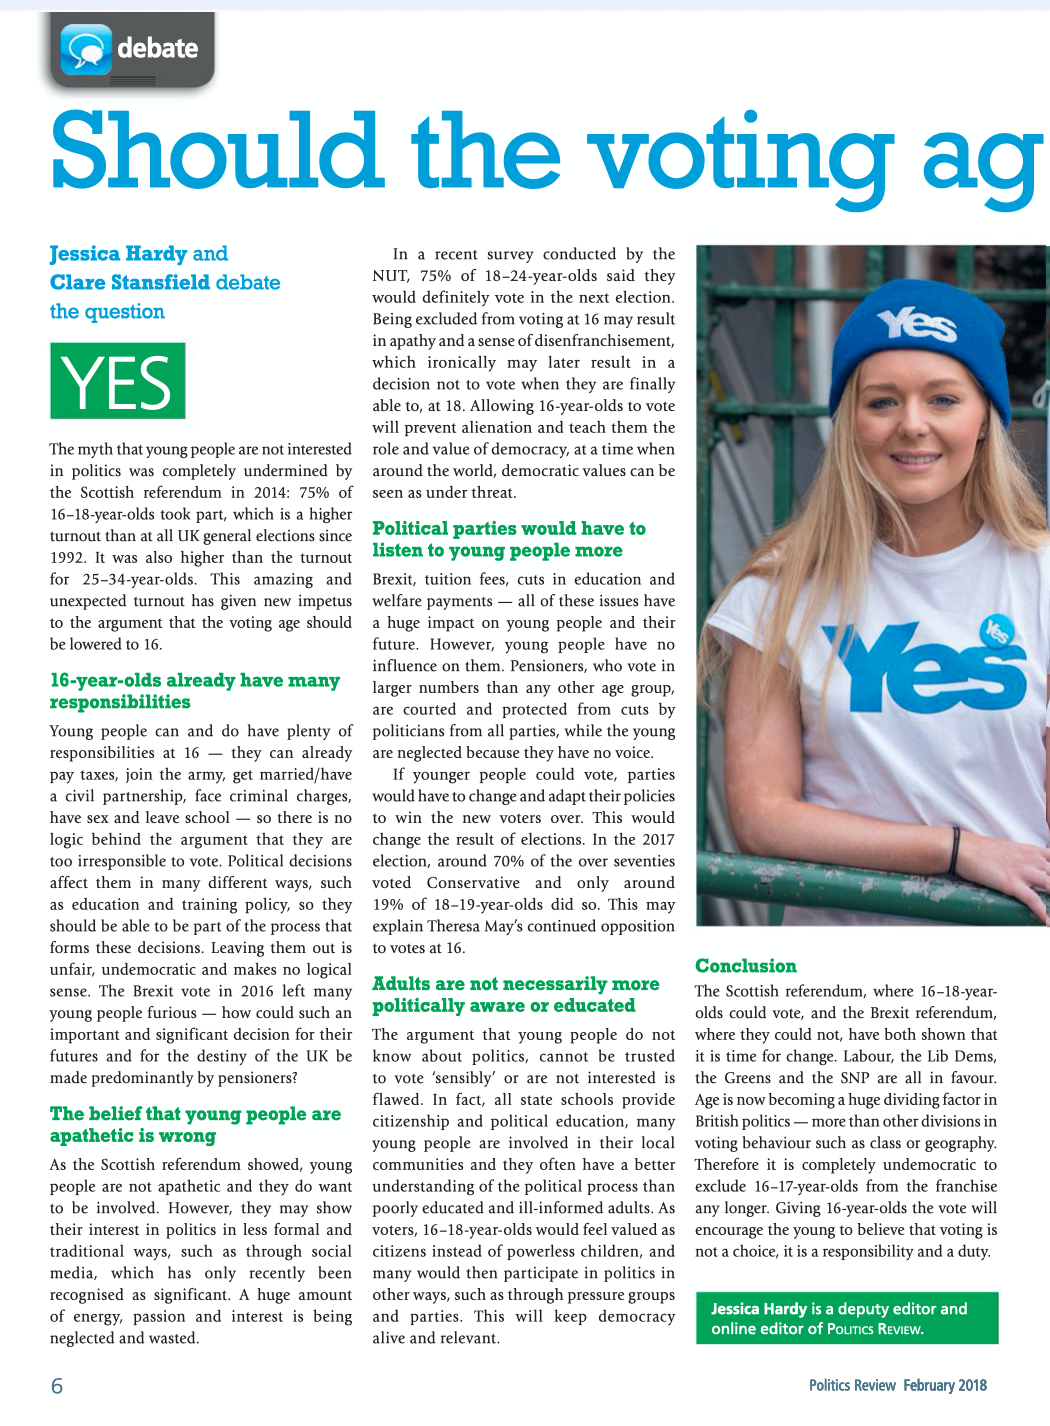 debate
Should the voting ag
Jessica Hardy and
Clare Stansfield debate
the question
YES
The myth that young people are not interested
in politics was completely undermined by
the Scottish referendum in 2014: 75% of
16–18-year-olds took part, which is a higher
turnout than at all UK general elections since
1992. It was also higher than the turnout
for 25–34-year-olds. This amazing and
unexpected turnout has given new impetus
to the argument that the voting age should
be lowered to 16.
16-year-olds already have many
responsibilities
Young people can and do have plenty of
responsibilities at 16 — they can already
pay taxes, join the army, get married/have
a civil partnership, face criminal charges,
have sex and leave school — so there is no
logic behind the argument that they are
too irresponsible to vote. Political decisions
affect them in many different ways, such
as education and training policy, so they
should be able to be part of the process that
forms these decisions. Leaving them out is
unfair, undemocratic and makes no logical
sense. The Brexit vote in 2016 left many
young people furious — how could such an
important and significant decision for their
futures and for the destiny of the UK be
made predominantly by pensioners?
The belief that young people are
apathetic is wrong
As the Scottish referendum showed, young
people are not apathetic and they do want
to be involved. However, they may show
their interest in politics in less formal and
traditional ways, such as through social
media, which has only recently been
recognised as significant. A huge amount
of energy, passion and interest is being
neglected and wasted.
In a recent survey conducted by the
NUT, 75% of 18–24-year-olds said they
would definitely vote in the next election.
Being excluded from voting at 16 may result
in apathy and a sense of disenfranchisement,
which ironically may later result in a
decision not to vote when they are finally
able to, at 18. Allowing 16-year-olds to vote
will prevent alienation and teach them the
role and value of democracy, at a time when
around the world, democratic values can be
seen as under threat.
Political parties would have to
listen to young people more
Brexit, tuition fees, cuts in education and
welfare payments — all of these issues have
a huge impact on young people and their
future. However, young people have no
influence on them. Pensioners, who vote in
larger numbers than any other age group,
are courted and protected from cuts by
politicians from all parties, while the young
are neglected because they have no voice.
If younger people could vote, parties
would have to change and adapt their policies
to win the new voters over. This would
change the result of elections. In the 2017
election, around 70% of the over seventies
voted Conservative and only around
19% of 18–19-year-olds did so. This may
explain Theresa May's continued opposition
to votes at 16.
Adults are not necessarily more
politically aware or educated
The argument that young people do not
know about politics, cannot be trusted
to vote 'sensibly' or are not interested is
flawed. In fact, all state schools provide
citizenship and political education, many
young people are involved in their local
communities and they often have a better
understanding of the political process than
poorly educated and ill-informed adults. As
voters, 16–18-year-olds would feel valued as
citizens instead of powerless children, and
many would then participate in politics in
other ways, such as through pressure groups
and parties. This will keep democracy
alive and relevant.
Yes
Yes
Yes
Conclusion
The Scottish referendum, where 16–18-year-
olds could vote, and the Brexit referendum,
where they could not, have both shown that
it is time for change. Labour, the Lib Dems,
the Greens and the SNP are all in favour.
Age is now becoming a huge dividing factor in
British politics — more than other divisions in
voting behaviour such as class or geography.
Therefore it is completely undemocratic to
exclude 16–17-year-olds from the franchise
any longer. Giving 16-year-olds the vote will
encourage the young to believe that voting is
not a choice, it is a responsibility and a duty.
Jessica Hardy is a deputy editor and
online editor of POLITICS REVIEW.
6
Politics Review February 2018